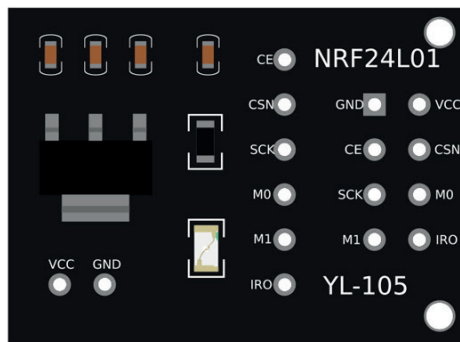 CE NRF24L01
CSN GND VCC
SCK CE CSN
M0 SCK M0
M1 M1 IRO
VCC GND
IRO YL-105